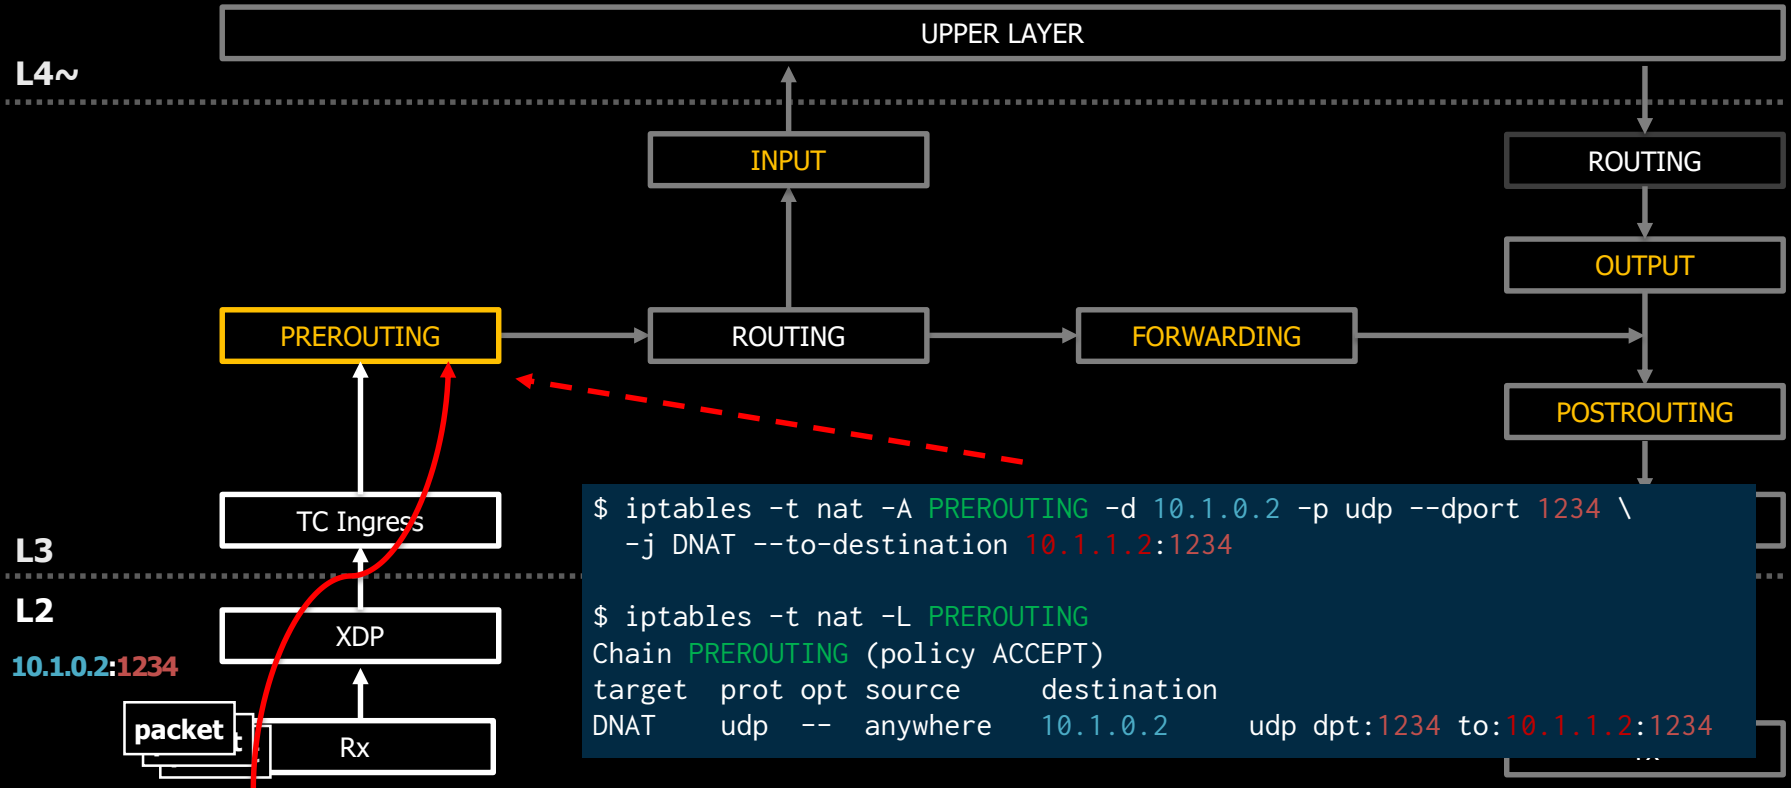 UPPER LAYER
L4~
INPUT
ROUTING
OUTPUT
PREROUTING
ROUTING
FORWARDING
POSTROUTING
TC Ingress
L3
L2
XDP
10.1.0.2:1234
packet
Rx
$ iptables -t nat -A PREROUTING -d 10.1.0.2 -p udp --dport 1234 \
-j DNAT --to-destination 10.1.1.2:1234
$ iptables -t nat -L PREROUTING
Chain PREROUTING (policy ACCEPT)
target prot opt source destination
DNAT udp -- anywhere 10.1.0.2 udp dpt:1234 to:10.1.1.2:1234